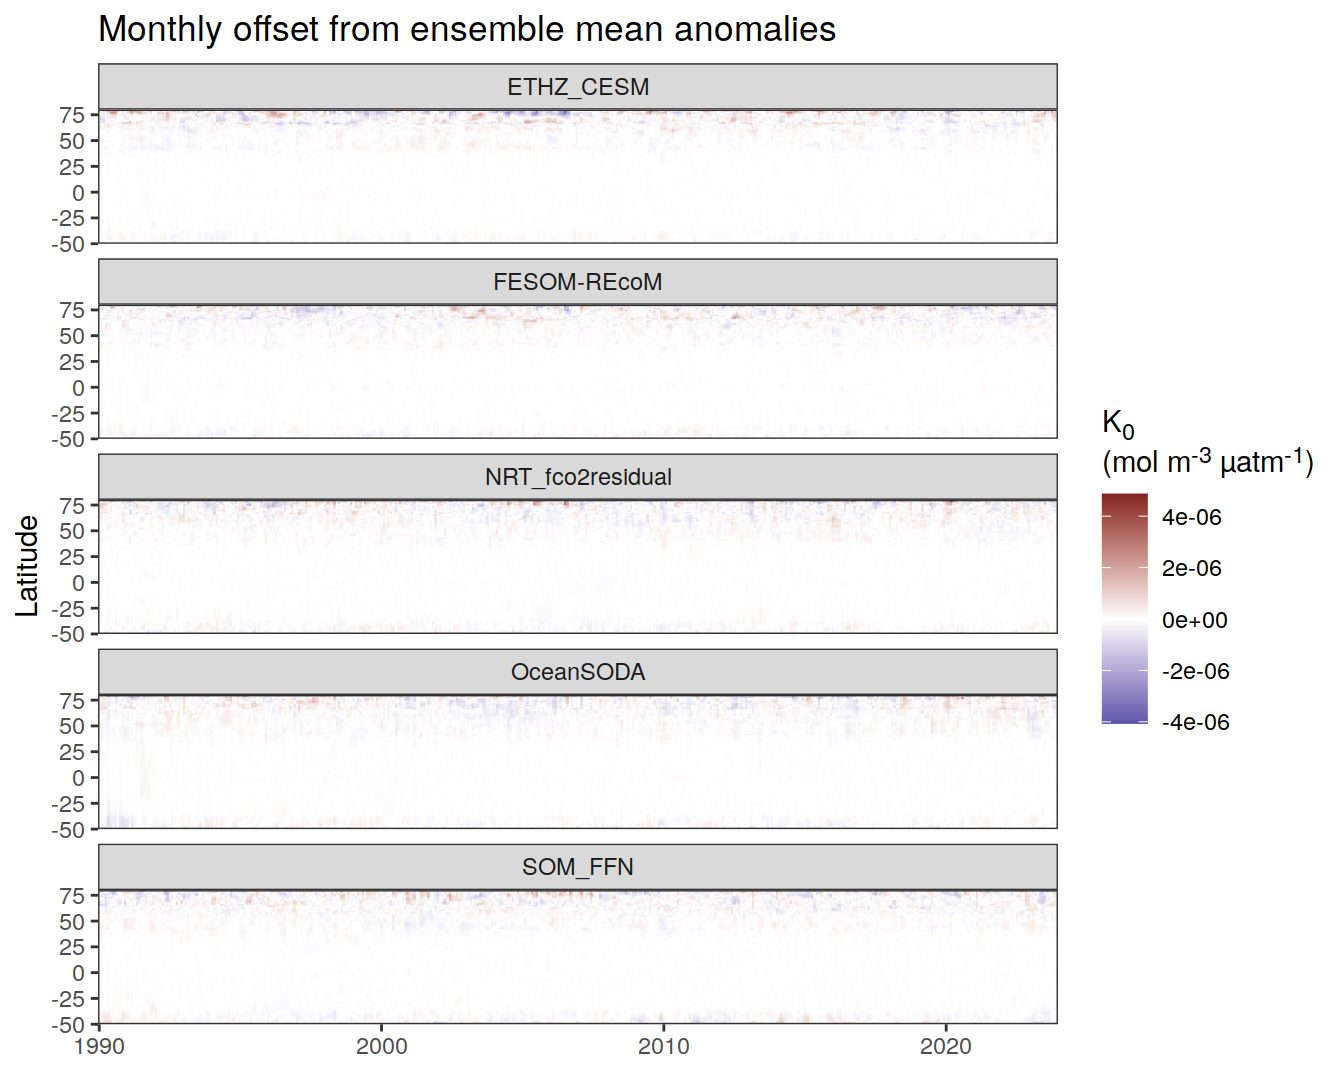 Monthly offset from ensemble mean anomalies
ETHZ_CESM
75
50
25
0
-25
-50
FESOM-REcoM
75
50
25
0
-25
-50
NRT_fco2residual
75
50
25
0
-25
-50
OceanSODA
75
50
25
0
-25
-50
SOM_FFN
75
50
25
0
-25
-50
1990 2000 2010 2020
Latitude
K₀
(mol m⁻³ µatm⁻¹)
4e-06
2e-06
0e+00
-2e-06
-4e-06